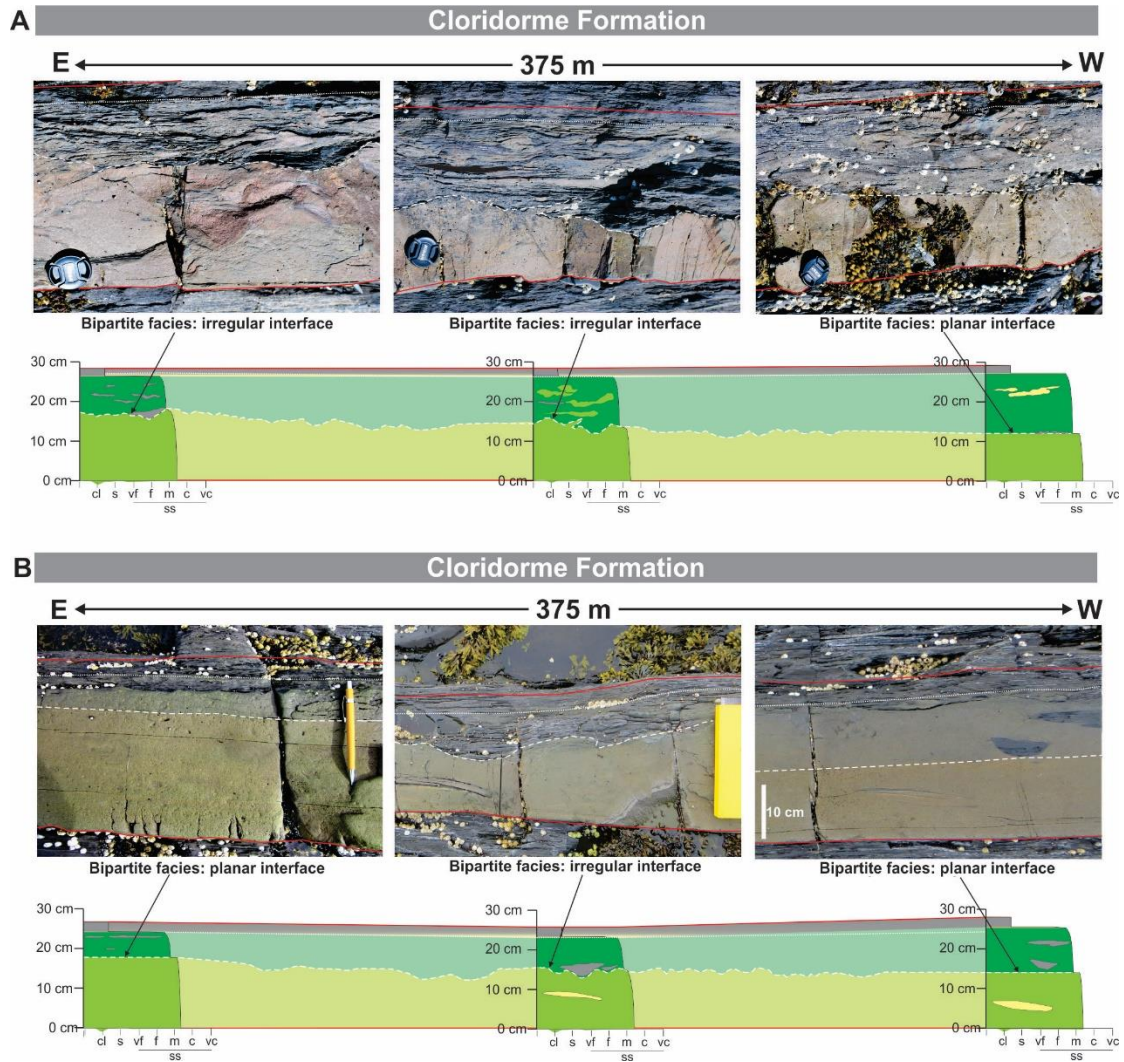 A
Cloridorme Formation
E 375 m W
Bipartite facies: irregular interface
Bipartite facies: irregular interface
Bipartite facies: planar interface
30 cm 30 cm 30 cm
20 cm 20 cm 20 cm
10 cm 10 cm 10 cm
0 cm 0 cm 0 cm
cl s vf f m c vc
ss
cl s vf f m c vc
ss
cl s vf f m c vc
ss
B
Cloridorme Formation
E 375 m W
10 cm
Bipartite facies: planar interface
Bipartite facies: irregular interface
Bipartite facies: planar interface
30 cm 30 cm 30 cm
20 cm 20 cm 20 cm
10 cm 10 cm 10 cm
0 cm 0 cm 0 cm
cl s vf f m c vc
ss
cl s vf f m c vc
ss
cl s vf f m c vc
ss